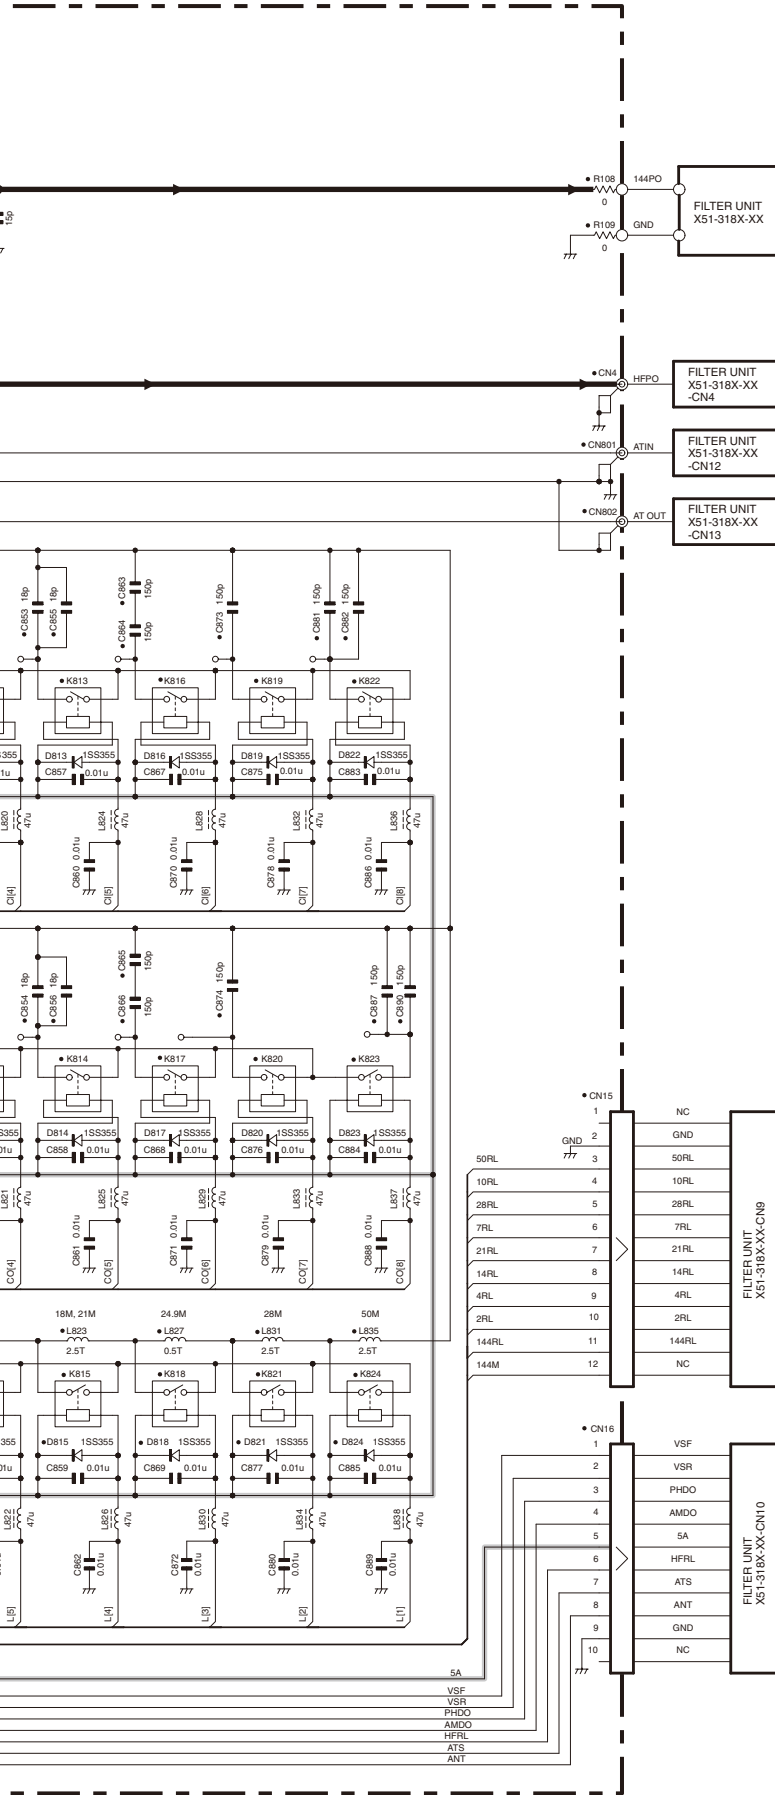 R108
144PO
0
FILTER UNIT
X51-318X-XX
15p
R109
GND
0
CN4
HFPO
FILTER UNIT
X51-318X-XX
-CN4
CN801
ATIN
FILTER UNIT
X51-318X-XX
-CN12
CN802
AT OUT
FILTER UNIT
X51-318X-XX
-CN13
C853 18p
C855 18p
C863 150p
C864 150p
C873 150p
C881 150p
C882 150p
K813
K816
K819
K822
S355
D813 1SS355
D816 1SS355
D819 1SS355
D822 1SS355
1u
C857 0.01u
C867 0.01u
C875 0.01u
C883 0.01u
L820 47u
L824 47u
L828 47u
L832 47u
L836 47u
C860 0.01u
C870 0.01u
C878 0.01u
C886 0.01u
CI[4]
CI[5]
CI[6]
CI[7]
CI[8]
C854 18p
C856 18p
C865 150p
C866 150p
C874 150p
C887 150p
C890 150p
K814
K817
K820
K823
SS355
D814 1SS355
D817 1SS355
D820 1SS355
D823 1SS355
01u
C858 0.01u
C868 0.01u
C876 0.01u
C884 0.01u
L821 47u
L825 47u
L829 47u
L833 47u
L837 47u
C861 0.01u
C871 0.01u
C879 0.01u
C888 0.01u
CO[4]
CO[5]
CO[6]
CO[7]
CO[8]
CN15
1 NC
GND 2 GND
50RL 3 50RL
10RL 4 10RL
28RL 5 28RL
7RL 6 7RL
21RL 7 21RL
14RL 8 14RL
4RL 9 4RL
2RL 10 2RL
144RL 11 144RL
144M 12 NC
FILTER UNIT
X51-318X-XX-CN9
18M, 21M
24.9M
28M
50M
L823
L827
L831
L835
2.5T
0.5T
2.5T
2.5T
K815
K818
K821
K824
355
D815 1SS355
D818 1SS355
D821 1SS355
D824 1SS355
01u
C859 0.01u
C869 0.01u
C877 0.01u
C885 0.01u
L822 47u
L826 47u
L830 47u
L834 47u
L838 47u
C862 0.01u
C872 0.01u
C880 0.01u
C889 0.01u
L[5]
L[4]
L[3]
L[2]
L[1]
CN16
1 VSF
2 VSR
3 PHDO
4 AMDO
5 5A
6 HFRL
7 ATS
8 ANT
9 GND
10 NC
FILTER UNIT
X51-318X-XX-CN10
5A
VSF
VSR
PHDO
AMDO
HFRL
ATS
ANT